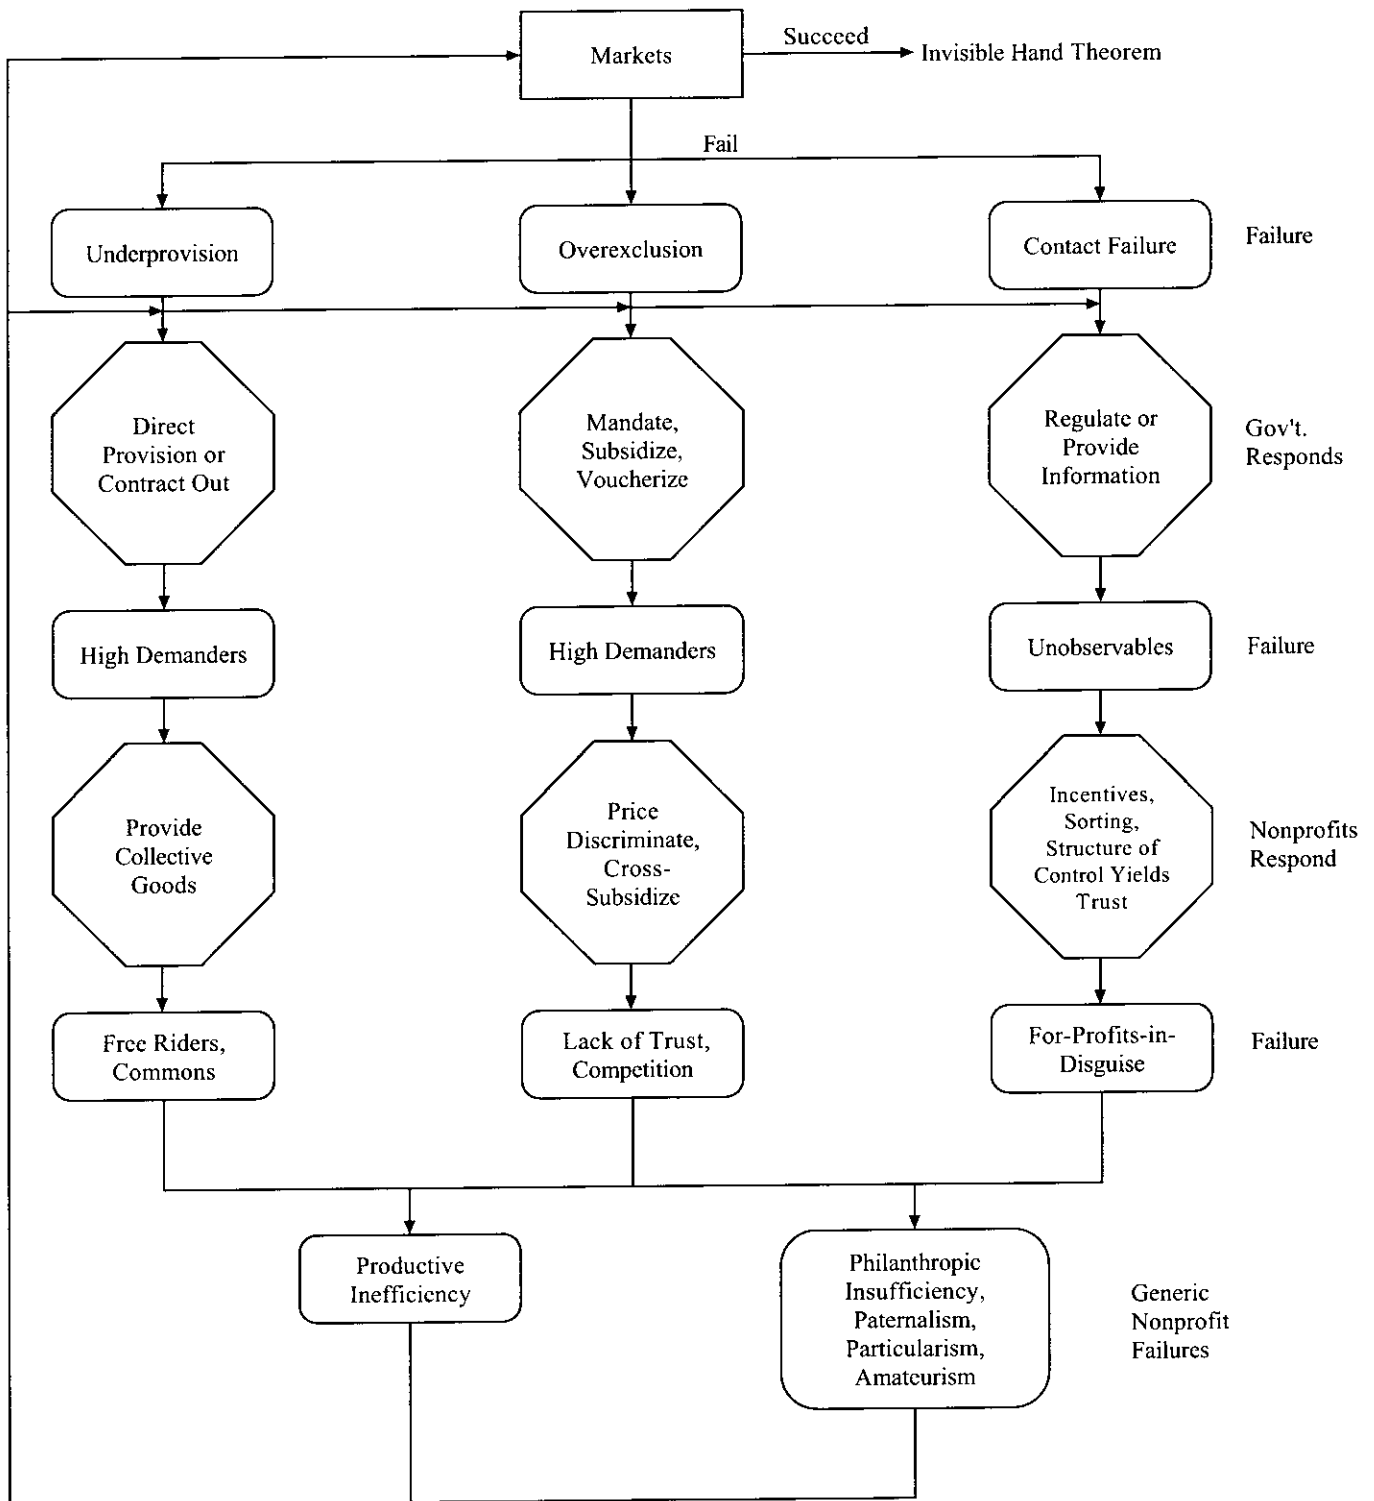 Markets
Succeed
Invisible Hand Theorem
Fail
Underprovision
Overexclusion
Contact Failure
Failure
Direct
Provision or
Contract Out
Mandate,
Subsidize,
Voucherize
Regulate or
Provide
Information
Gov't.
Responds
High Demanders
High Demanders
Unobservables
Failure
Provide
Collective
Goods
Price
Discriminate,
Cross-
Subsidize
Incentives,
Sorting,
Structure of
Control Yields
Trust
Nonprofits
Respond
Free Riders,
Commons
Lack of Trust,
Competition
For-Profits-in-
Disguise
Failure
Productive
Inefficiency
Philanthropic
Insufficiency,
Paternalism,
Particularism,
Amateurism
Generic
Nonprofit
Failures